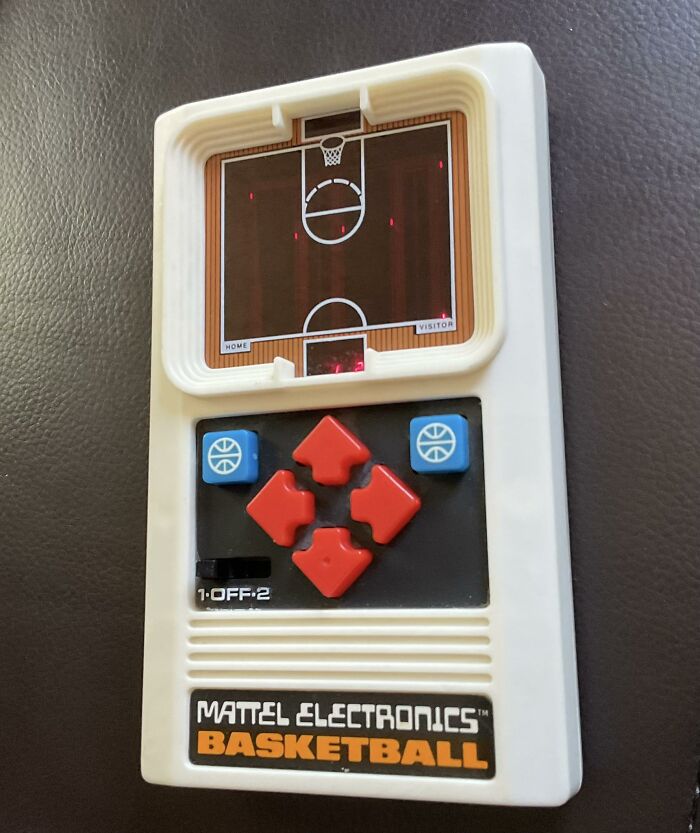 HOME
VISITOR
1•OFF•2
MATTEL ELECTRONICS™
BASKETBALL